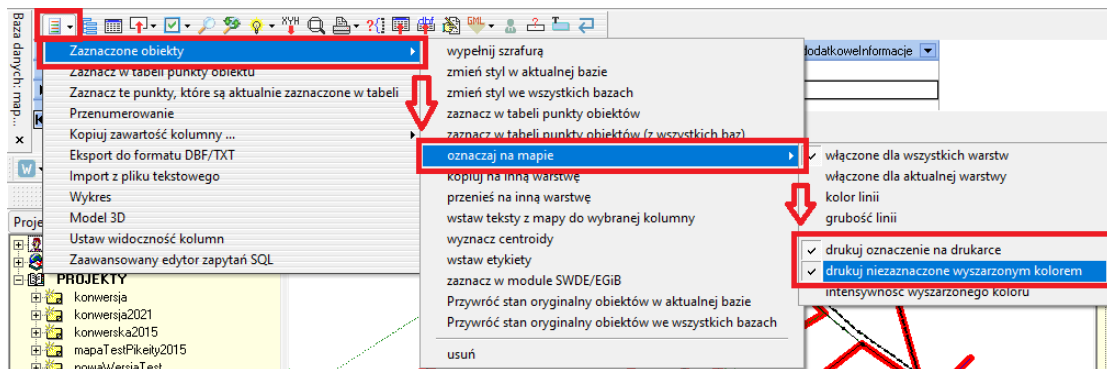 Baza danych: map...
XYH
GML
dodatkoweInformacje
Zaznaczone obiekty
Zaznacz w tabeli punkty obiektu
Zaznacz te punkty, które są aktualnie zaznaczone w tabeli
Przenumerowanie
Kopiuj zawartość kolumny ...
Eksport do formatu DBF/TXT
Import z pliku tekstowego
Wykres
Model 3D
Ustaw widoczność kolumn
Zaawansowany edytor zapytań SQL
wypełnij szrafurą
zmień styl w aktualnej bazie
zmień styl we wszystkich bazach
zaznacz w tabeli punkty obiektów
zaznacz w tabeli punkty obiektów (z wszystkich baz)
oznaczaj na mapie
kopiuj na inną warstwę
przenieś na inną warstwę
wstaw teksty z mapy do wybranej kolumny
wyznacz centroidy
wstaw etykiety
zaznacz w module SWDE/EGiB
Przywróć stan oryginalny obiektów w aktualnej bazie
Przywróć stan oryginalny obiektów we wszystkich bazach
usuń
włączone dla wszystkich warstw
włączone dla aktualnej warstwy
kolor linii
grubość linii
drukuj oznaczenie na drukarce
drukuj niezaznaczone wyszarzonym kolorem
intensywność wyszarzonego koloru
W
Proje
PROJEKTY
konwersja
konwersja2021
konwerska2015
mapaTestPikeity2015
nowaWersjaTest